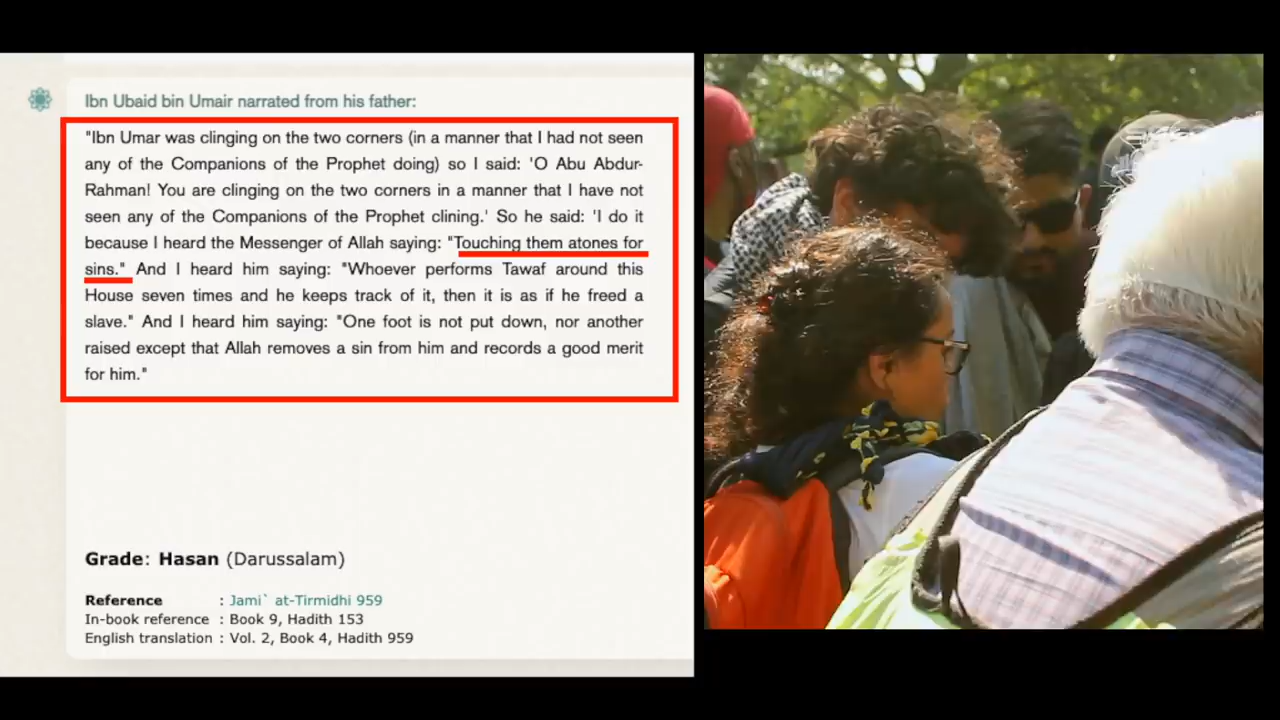 Ibn Ubaid bin Umair narrated from his father:
"Ibn Umar was clinging on the two corners (in a manner that I had not seen
any of the Companions of the Prophet doing) so I said: 'O Abu Abdur-
Rahman! You are clinging on the two corners in a manner that I have not
seen any of the Companions of the Prophet clining.' So he said: 'I do it
because I heard the Messenger of Allah saying: "Touching them atones for
sins." And I heard him saying: "Whoever performs Tawaf around this
House seven times and he keeps track of it, then it is as if he freed a
slave." And I heard him saying: "One foot is not put down, nor another
raised except that Allah removes a sin from him and records a good merit
for him."
Grade: Hasan (Darussalam)
Reference : Jami` at-Tirmidhi 959
In-book reference : Book 9, Hadith 153
English translation : Vol. 2, Book 4, Hadith 959